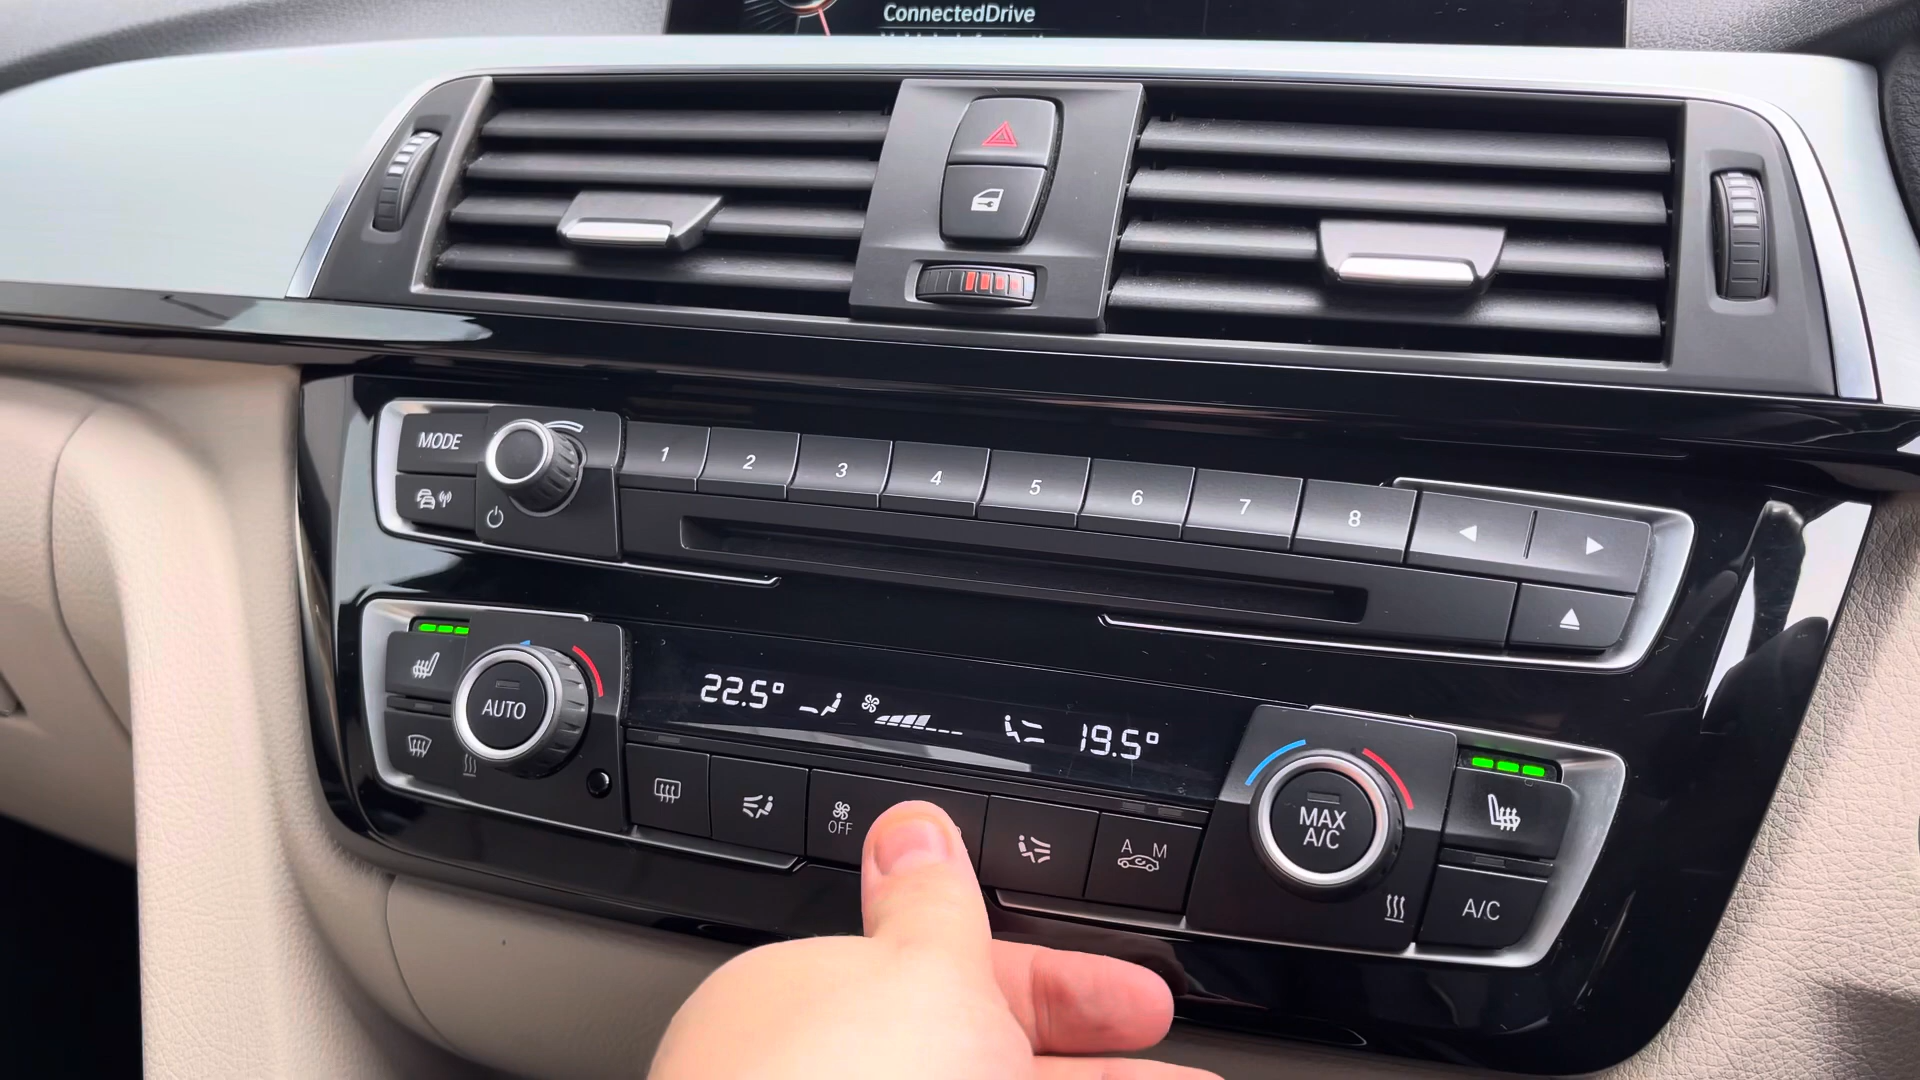 ConnectedDrive
MODE
1 2 3 4 5 6 7 8
AUTO
22.5° 19.5°
OFF
A M
MAX
A/C
A/C